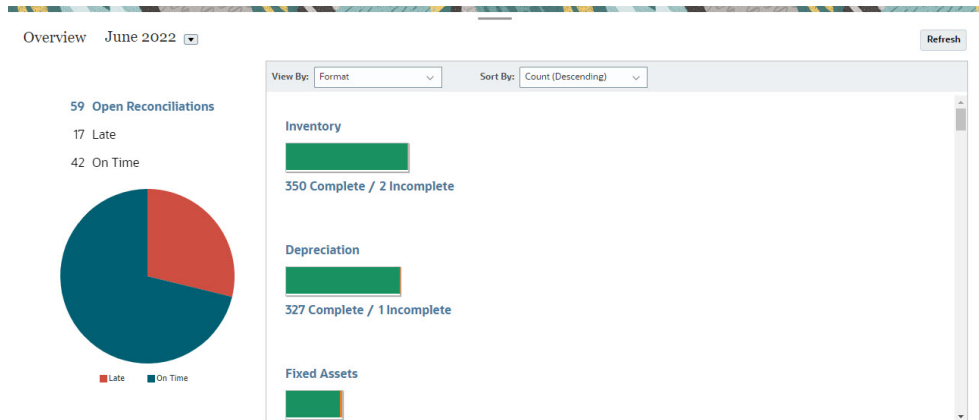 Overview June 2022
Refresh
View By: Format Sort By: Count (Descending)
59 Open Reconciliations
17 Late
42 On Time
Late On Time
Inventory
350 Complete / 2 Incomplete
Depreciation
327 Complete / 1 Incomplete
Fixed Assets